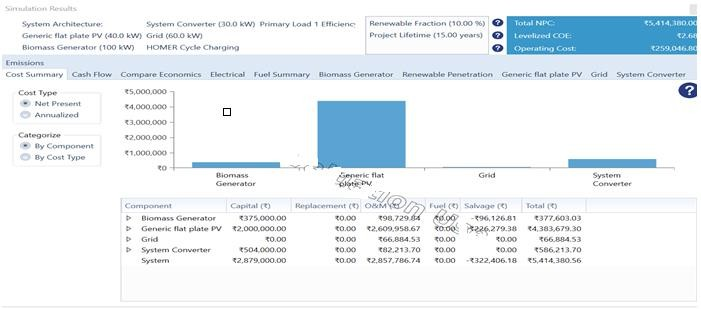 Simulation Results
System Architecture: System Converter (30.0 kW) Primary Load 1 Efficienc
Generic flat plate PV (40.0 kW) Grid (60.0 kW)
Biomass Generator (100 kW) HOMER Cycle Charging
Renewable Fraction (10.00 %)
Project Lifetime (15.00 years)
Total NPC: ₹5,414,380.00
Levelized COE: ₹2.68
Operating Cost: ₹259,046.80
Emissions
Cost Summary Cash Flow Compare Economics Electrical Fuel Summary Biomass Generator Renewable Penetration Generic flat plate PV Grid System Converter
Cost Type
Net Present
Annualized
Categorize
By Component
By Cost Type
₹5,000,000
₹4,000,000
₹3,000,000
₹2,000,000
₹1,000,000
₹0
Biomass Generator
Generic flat plate PV
Grid
System Converter
Component Capital (₹) Replacement (₹) O&M (₹) Fuel (₹) Salvage (₹) Total (₹)
Biomass Generator ₹375,000.00 ₹0.00 ₹98,729.84 ₹0.00 -₹96,126.81 ₹377,603.03
Generic flat plate PV ₹2,000,000.00 ₹0.00 ₹2,609,958.67 ₹0.00 -₹226,279.38 ₹4,383,679.30
Grid ₹0.00 ₹0.00 ₹66,884.53 ₹0.00 ₹0.00 ₹66,884.53
System Converter ₹504,000.00 ₹0.00 ₹82,213.70 ₹0.00 ₹0.00 ₹586,213.70
System ₹2,879,000.00 ₹0.00 ₹2,857,786.74 ₹0.00 -₹322,406.18 ₹5,414,380.56